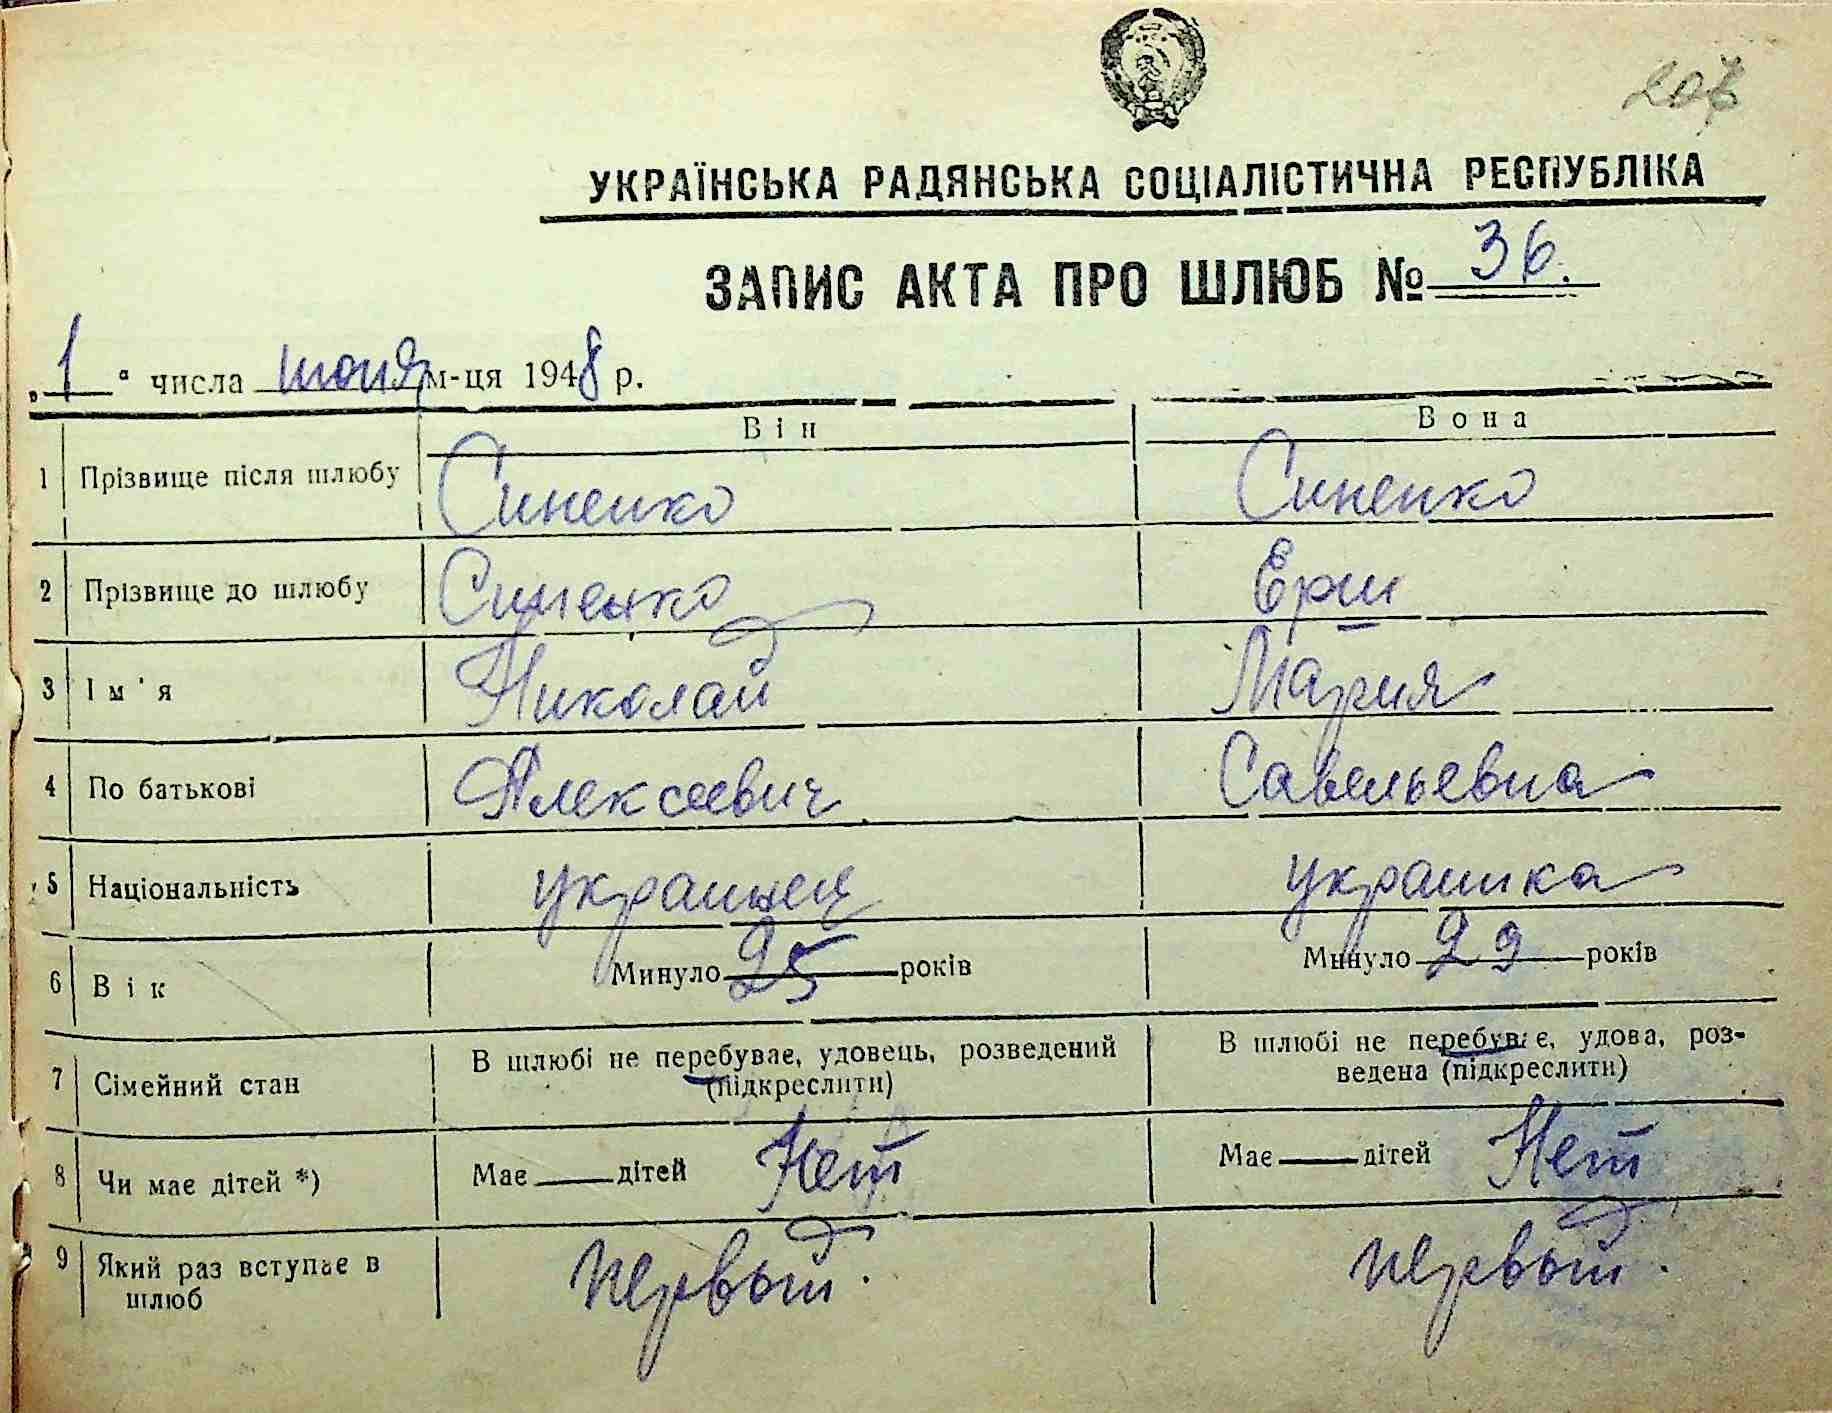 207
УКРАЇНСЬКА РАДЯНСЬКА СОЦІАЛІСТИЧНА РЕСПУБЛІКА
ЗАПИС АКТА ПРО ШЛЮБ № 36.
„1“ числа июня м-ця 1948 р.
Він Вона
1 Прізвище після шлюбу Синенко Синенко
2 Прізвище до шлюбу Синенко Ерш
3 Ім'я Николай Мария
4 По батькові Алексеевич Савельевна
5 Національність украинец украинка
6 Вік Минуло 25 років Минуло 29 років
7 Сімейний стан В шлюбі не перебуває, удовець, розведений (підкреслити) В шлюбі не перебуває, удова, роз-
ведена (підкреслити)
8 Чи має дітей *) Має — дітей Нет Має — дітей Нет
9 Який раз вступає в шлюб первый. первый.